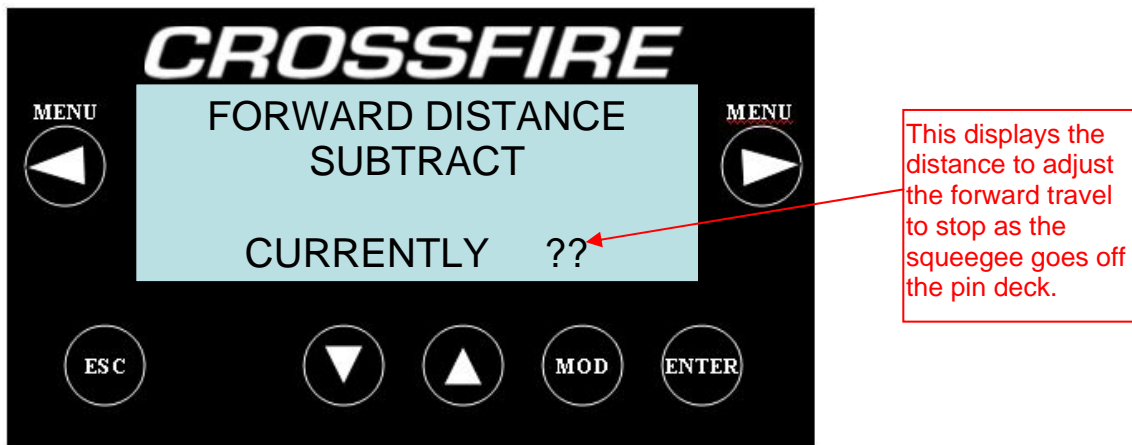 CROSSFIRE
MENU
MENU
FORWARD DISTANCE
SUBTRACT
CURRENTLY ??
ESC
MOD
ENTER
This displays the
distance to adjust
the forward travel
to stop as the
squeegee goes off
the pin deck.